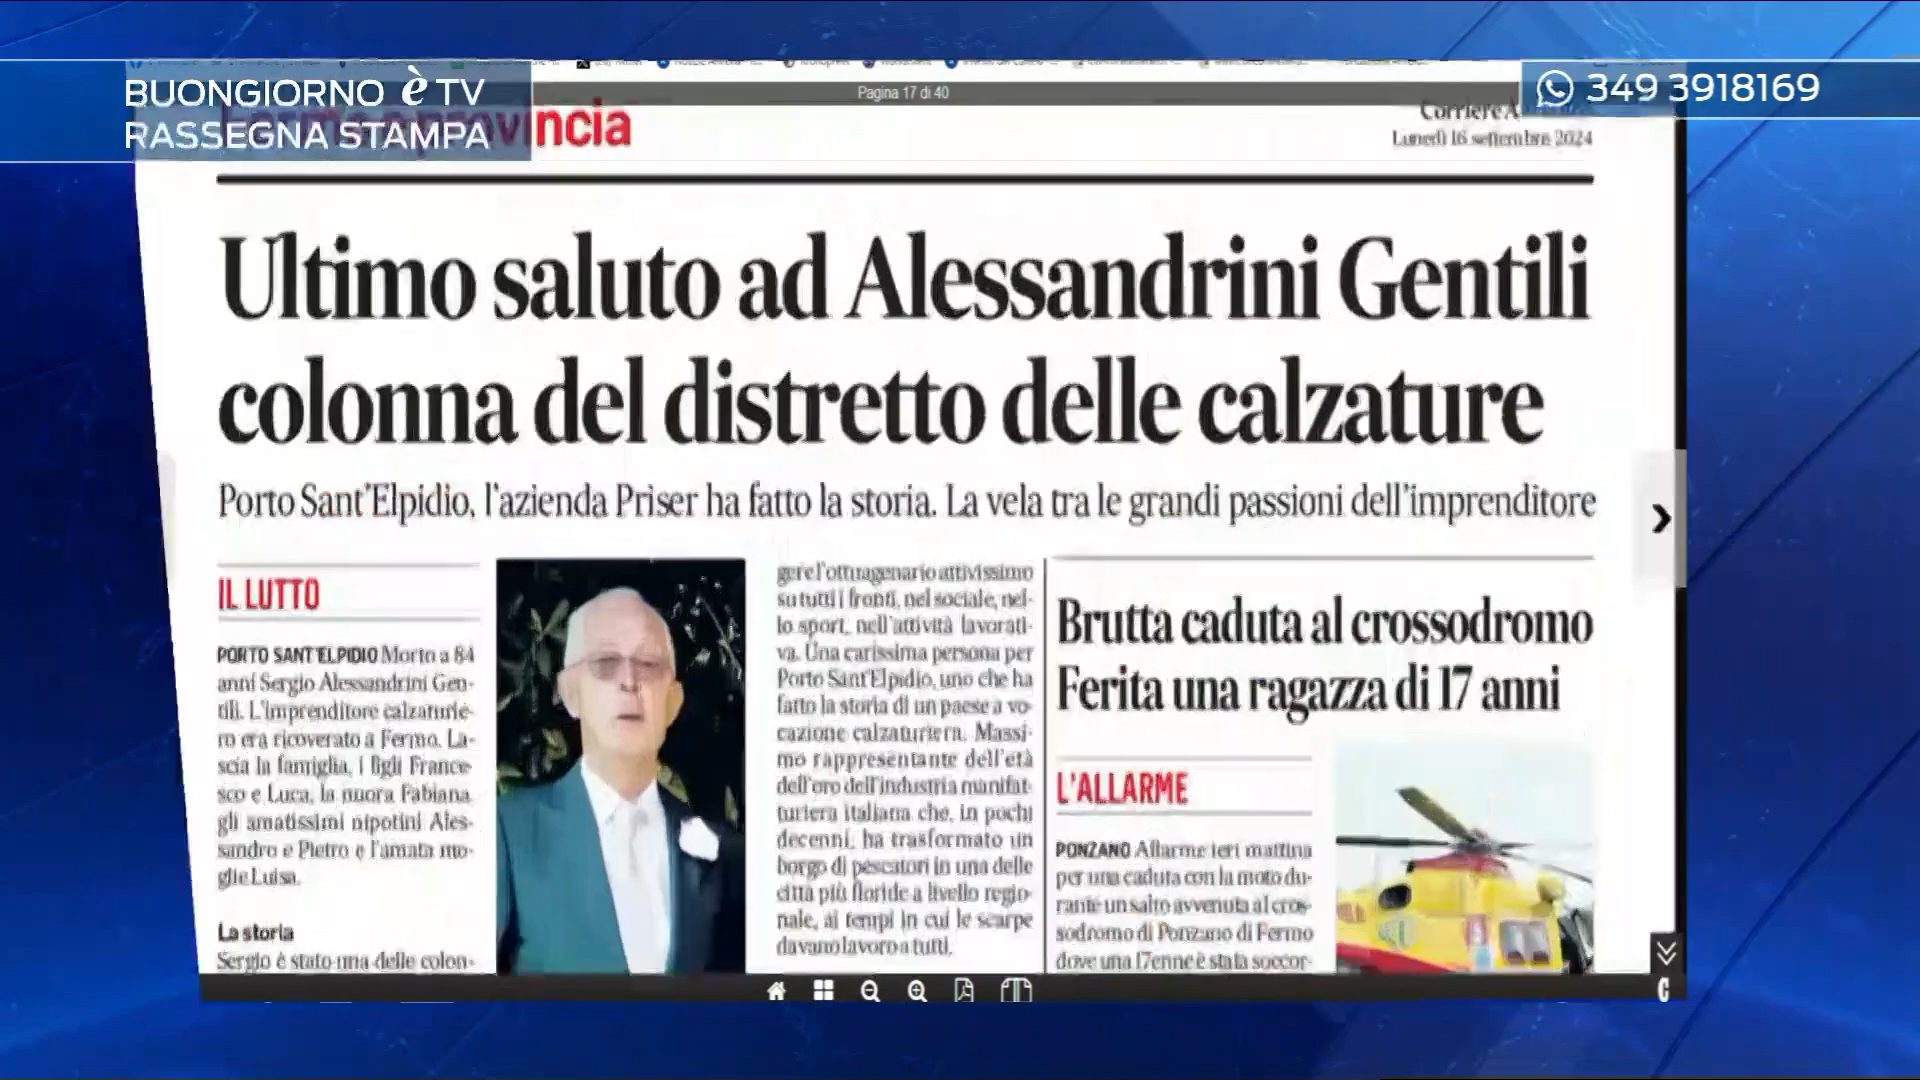 BUONGIORNO è TV
RASSEGNA STAMPA
349 3918169
Pagina 17 di 40
Lunedì 16 settembre 2024
Ultimo saluto ad Alessandrini Gentili
colonna del distretto delle calzature
Porto Sant'Elpidio, l'azienda Priser ha fatto la storia. La vela tra le grandi passioni dell'imprenditore
IL LUTTO
PORTO SANT'ELPIDIO Morto a 84
anni Sergio Alessandrini Gen-
tili. L'imprenditore calzaturie-
ro era ricoverato a Fermo. La-
scia la famiglia, i figli France-
sco e Luca, la nuora Fabiana,
gli amatissimi nipotini Ales-
sandro e Pietro e l'amata mo-
glie Luisa.
La storia
Sergio è stato una delle colon-
gere l'ottuagenario attivissimo
su tutti i fronti, nel sociale, nel-
lo sport, nell'attività lavorati-
va. Una carissima persona per
Porto Sant'Elpidio, uno che ha
fatto la storia di un paese a vo-
cazione calzaturiera. Massi-
mo rappresentante dell'età
dell'oro dell'industria manifat-
turiera italiana che, in pochi
decenni, ha trasformato un
borgo di pescatori in una delle
città più floride a livello regio-
nale, ai tempi in cui le scarpe
davano lavoro a tutti.
Brutta caduta al crossodromo
Ferita una ragazza di 17 anni
L'ALLARME
PONZANO Allarme ieri mattina
per una caduta con la moto du-
rante un salto avvenuta al cros-
sodromo di Ponzano di Fermo
dove una 17enne è stata soccor-